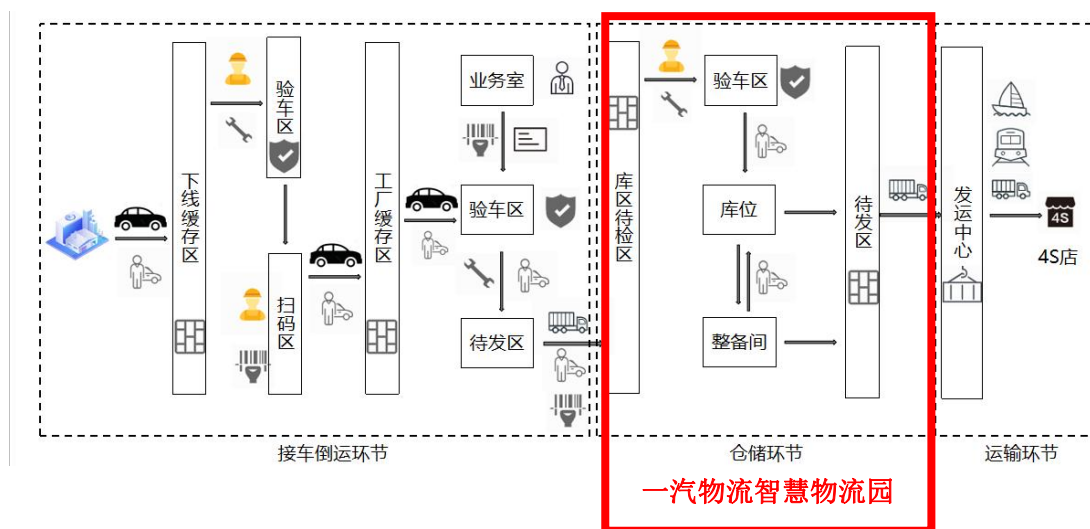 下线缓存区
验车区
扫码区
工厂缓存区
业务室
验车区
待发区
接车倒运环节
库区待检区
验车区
库位
整备间
待发区
仓储环节
一汽物流智慧物流园
发运中心
4S
4S店
运输环节